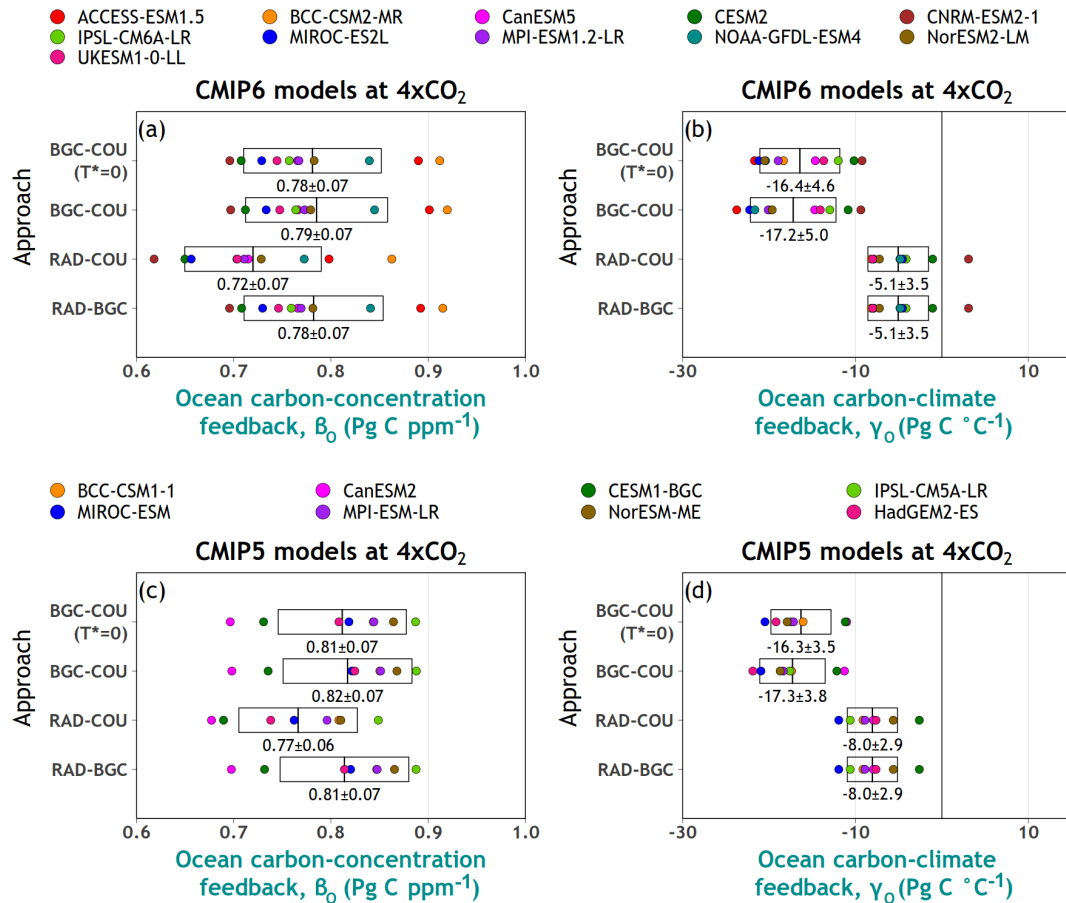 ACCESS-ESM1.5 BCC-CSM2-MR CanESM5 CESM2 CNRM-ESM2-1
IPSL-CM6A-LR MIROC-ES2L MPI-ESM1.2-LR NOAA-GFDL-ESM4 NorESM2-LM
UKESM1-0-LL
CMIP6 models at 4xCO₂
(a)
Approach
BGC-COU
(T*=0)
0.78±0.07
BGC-COU
0.79±0.07
RAD-COU
0.72±0.07
RAD-BGC
0.78±0.07
0.6 0.7 0.8 0.9 1.0
Ocean carbon-concentration
feedback, β₀ (Pg C ppm⁻¹)
CMIP6 models at 4xCO₂
(b)
Approach
BGC-COU
(T*=0)
-16.4±4.6
BGC-COU
-17.2±5.0
RAD-COU
-5.1±3.5
RAD-BGC
-5.1±3.5
-30 -10 10
Ocean carbon-climate
feedback, γ₀ (Pg C °C⁻¹)
BCC-CSM1-1 CanESM2 CESM1-BGC IPSL-CM5A-LR
MIROC-ESM MPI-ESM-LR NorESM-ME HadGEM2-ES
CMIP5 models at 4xCO₂
(c)
Approach
BGC-COU
(T*=0)
0.81±0.07
BGC-COU
0.82±0.07
RAD-COU
0.77±0.06
RAD-BGC
0.81±0.07
0.6 0.7 0.8 0.9 1.0
Ocean carbon-concentration
feedback, β₀ (Pg C ppm⁻¹)
CMIP5 models at 4xCO₂
(d)
Approach
BGC-COU
(T*=0)
-16.3±3.5
BGC-COU
-17.3±3.8
RAD-COU
-8.0±2.9
RAD-BGC
-8.0±2.9
-30 -10 10
Ocean carbon-climate
feedback, γ₀ (Pg C °C⁻¹)